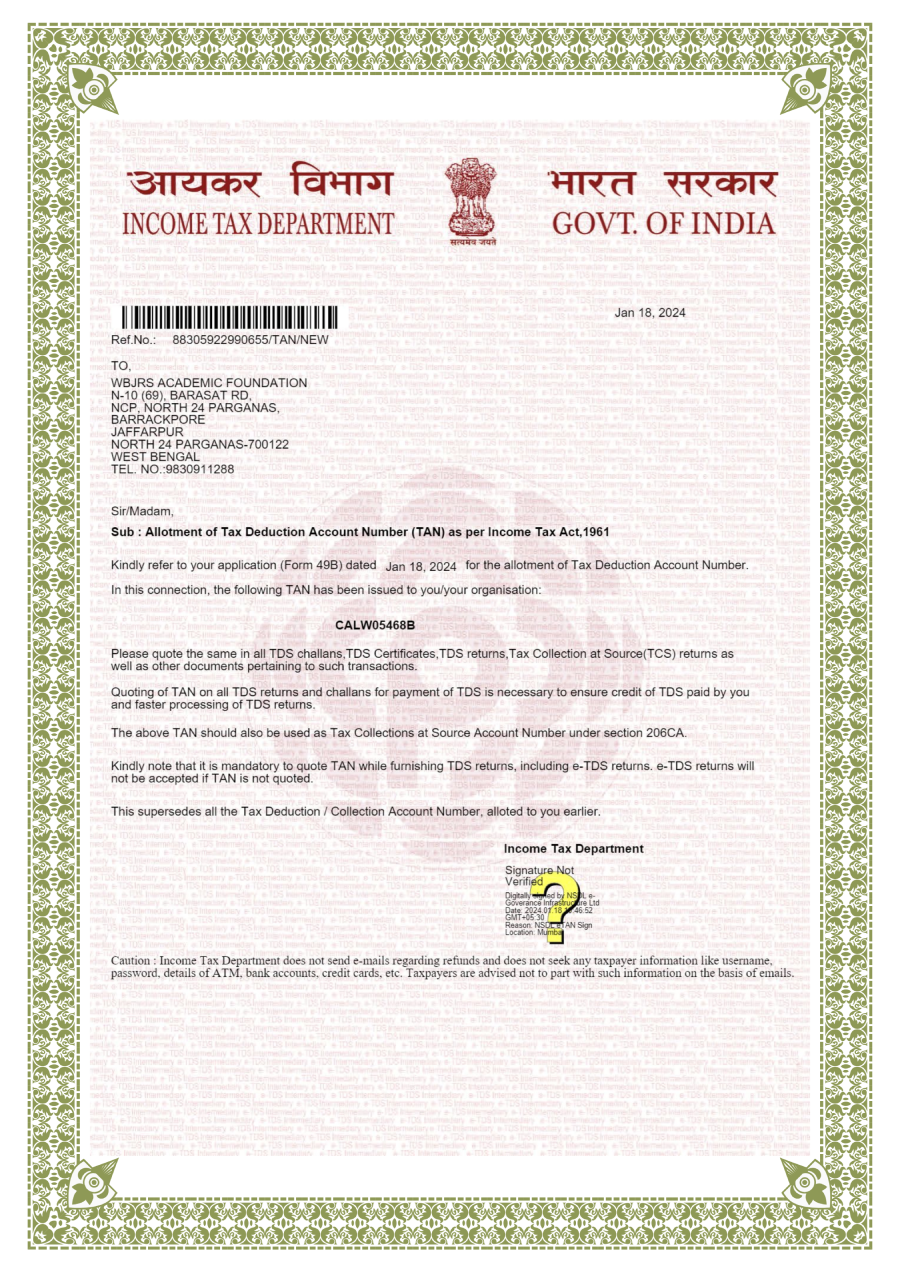 आयकर विभाग
INCOME TAX DEPARTMENT
सत्यमेव जयते
भारत सरकार
GOVT. OF INDIA
Jan 18, 2024
Ref.No.: 88305922990655/TAN/NEW
TO,
WBJRS ACADEMIC FOUNDATION
N-10 (69), BARASAT RD,
NCP, NORTH 24 PARGANAS,
BARRACKPORE
JAFFARPUR
NORTH 24 PARGANAS-700122
WEST BENGAL
TEL. NO.:9830911288
Sir/Madam,
Sub : Allotment of Tax Deduction Account Number (TAN) as per Income Tax Act,1961
Kindly refer to your application (Form 49B) dated Jan 18, 2024 for the allotment of Tax Deduction Account Number.
In this connection, the following TAN has been issued to you/your organisation:
CALW05468B
Please quote the same in all TDS challans,TDS Certificates,TDS returns,Tax Collection at Source(TCS) returns as
well as other documents pertaining to such transactions.
Quoting of TAN on all TDS returns and challans for payment of TDS is necessary to ensure credit of TDS paid by you
and faster processing of TDS returns.
The above TAN should also be used as Tax Collections at Source Account Number under section 206CA.
Kindly note that it is mandatory to quote TAN while furnishing TDS returns, including e-TDS returns. e-TDS returns will
not be accepted if TAN is not quoted.
This supersedes all the Tax Deduction / Collection Account Number, alloted to you earlier.
Income Tax Department
Signature Not
Verified
Digitally signed by NSDL e-
Goverance Infrastructure Ltd
Date: 2024.01.18 :46:52
GMT+05:30
Reason: NSDL eTAN Sign
Location: Mumbai
Caution : Income Tax Department does not send e-mails regarding refunds and does not seek any taxpayer information like username,
password, details of ATM, bank accounts, credit cards, etc. Taxpayers are advised not to part with such information on the basis of emails.